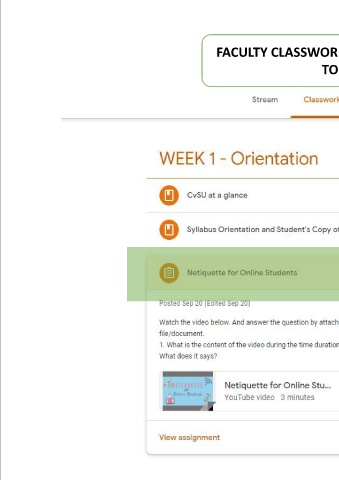 FACULTY CLASSWOR
TO
Stream Classwork
WEEK 1 - Orientation
CvSU at a glance
Syllabus Orientation and Student's Copy of
Netiquette for Online Students
Posted Sep 20 (Edited Sep 20)
Watch the video below. And answer the question by attach
file/document.
1. What is the content of the video during the time duration
What does it says?
NETIQUETTE
Netiquette for Online Stu...
YouTube video 3 minutes
View assignment